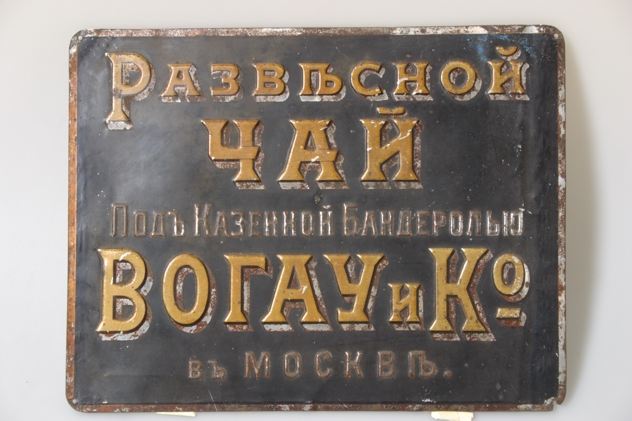 Развѣсной
ЧАЙ
Подъ Казенной Бандеролью
ВОГАУ и Ко
въ МОСКВѢ.